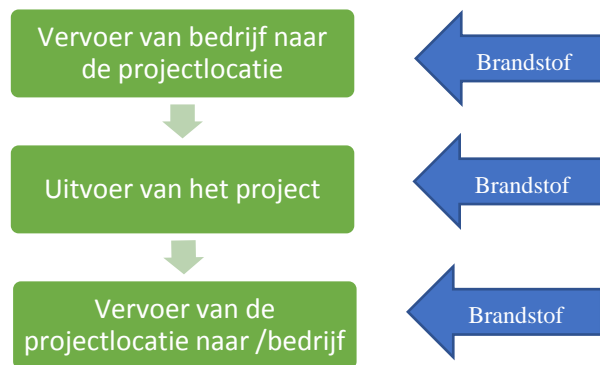 Vervoer van bedrijf naar
de projectlocatie
Brandstof
Uitvoer van het project
Brandstof
Vervoer van de
projectlocatie naar /bedrijf
Brandstof